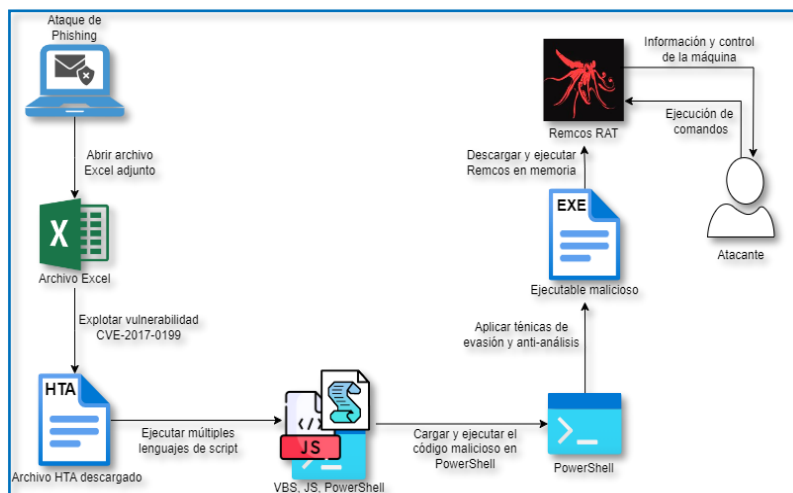 Ataque de
Phishing
Abrir archivo
Excel adjunto
X
Archivo Excel
Explotar vulnerabilidad
CVE-2017-0199
HTA
Archivo HTA descargado
Ejecutar múltiples
lenguajes de script
</>
JS
VBS, JS, PowerShell
Cargar y ejecutar el
código malicioso en
PowerShell
PowerShell
Aplicar ténicas de
evasión y anti-análisis
EXE
Ejecutable malicioso
Descargar y ejecutar
Remcos en memoria
Remcos RAT
Información y control
de la máquina
Ejecución de
comandos
Atacante